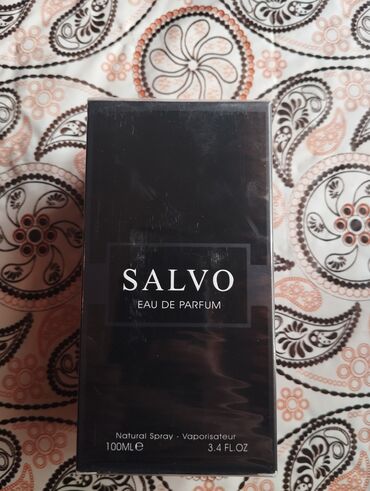 SALVO
EAU DE PARFUM
Natural Spray - Vaporisateur
100ML℮ 3.4 FL.OZ